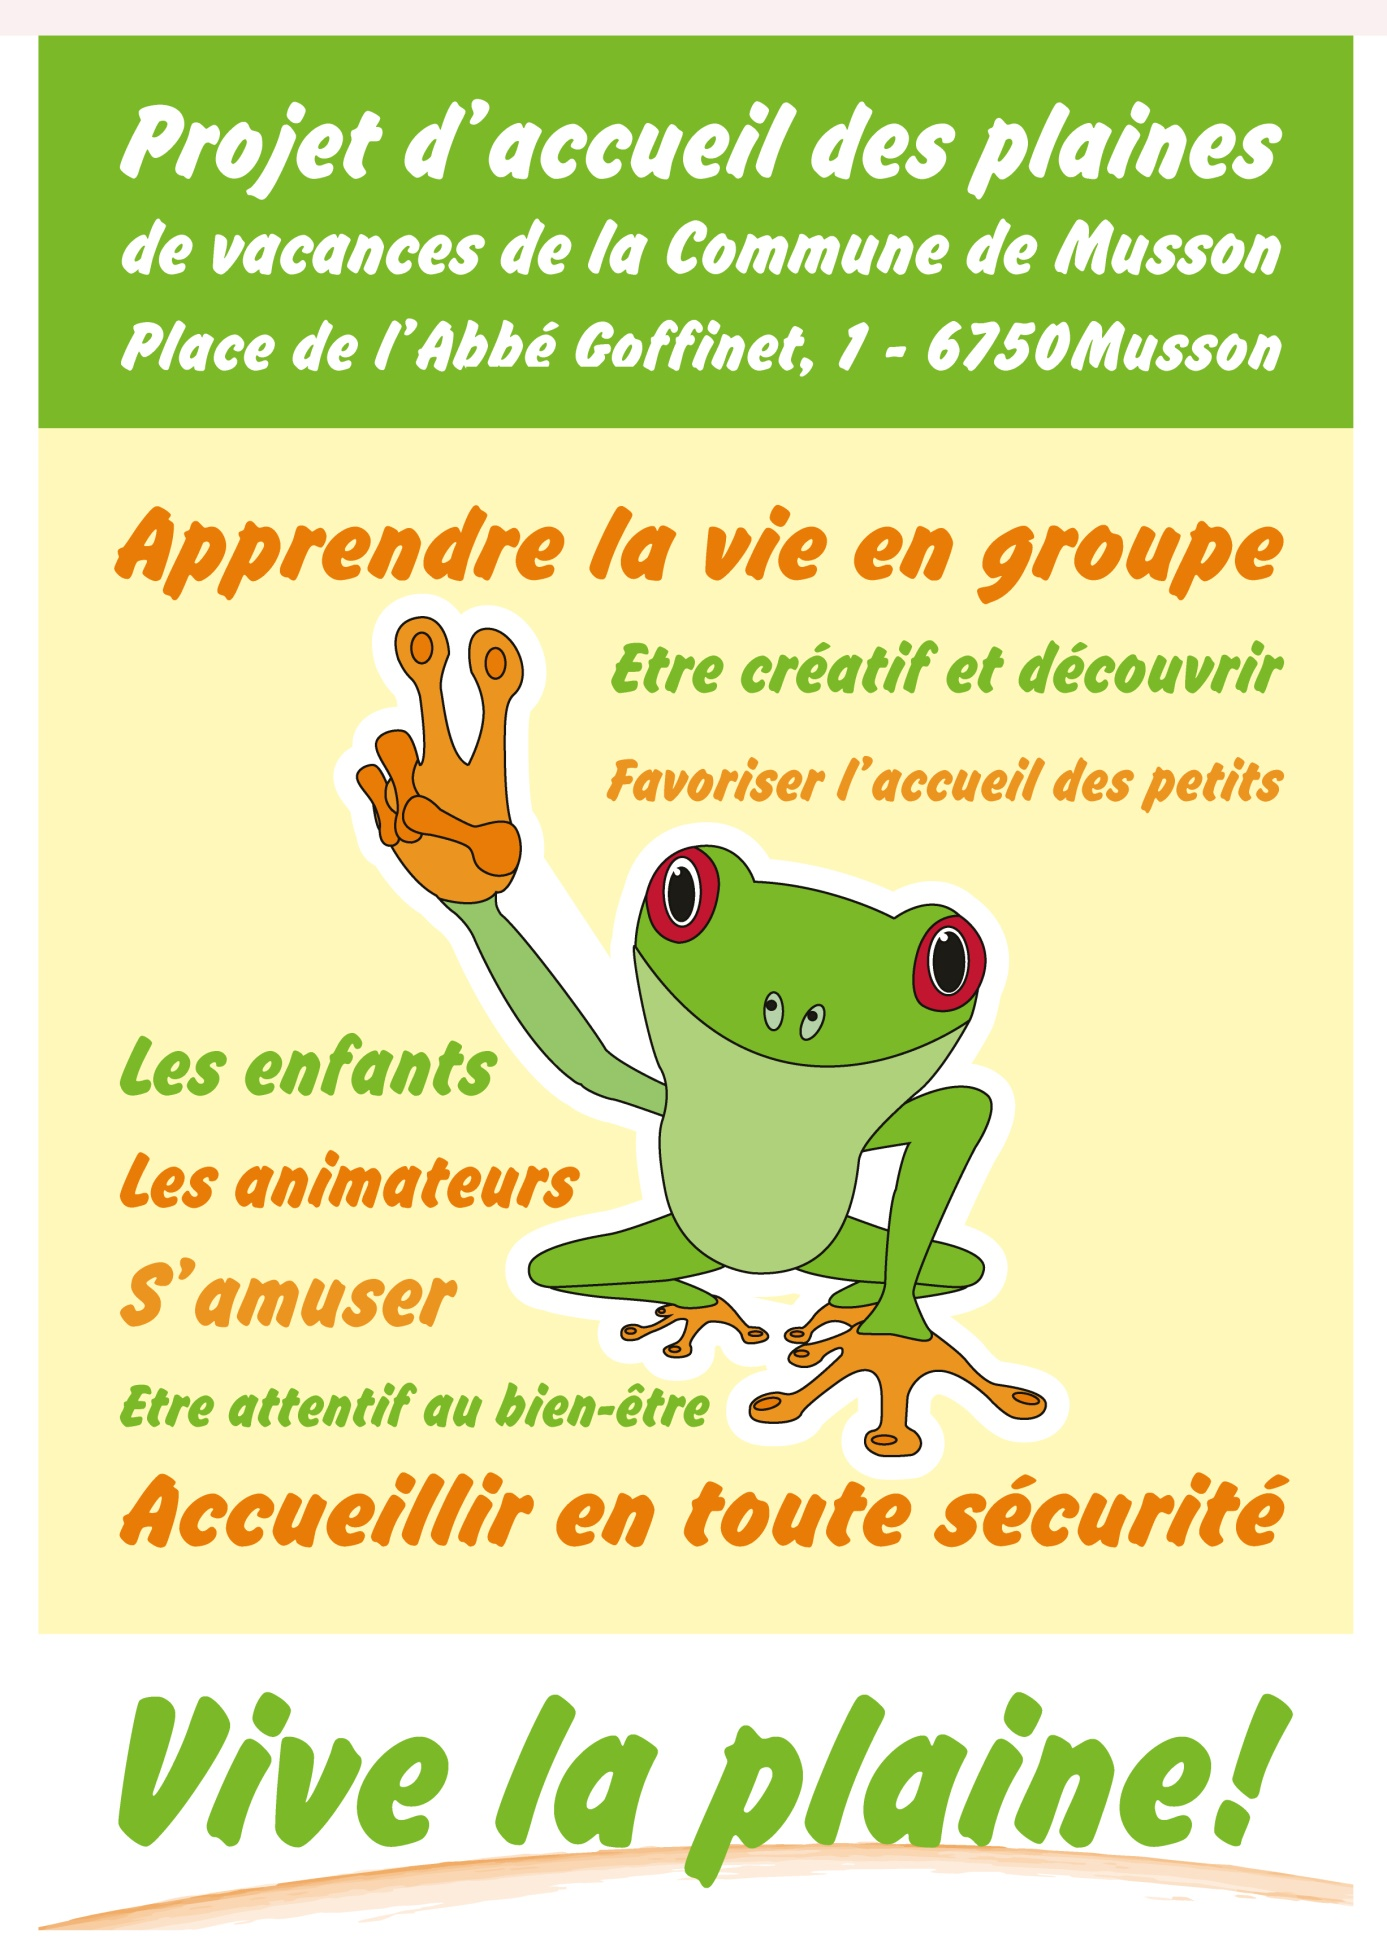 Projet d'accueil des plaines
de vacances de la Commune de Musson
Place de l'Abbé Goffinet, 1 - 6750Musson
Apprendre la vie en groupe
Etre créatif et découvrir
Favoriser l'accueil des petits
Les enfants
Les animateurs
S'amuser
Etre attentif au bien-être
Accueillir en toute sécurité
Vive la plaine!